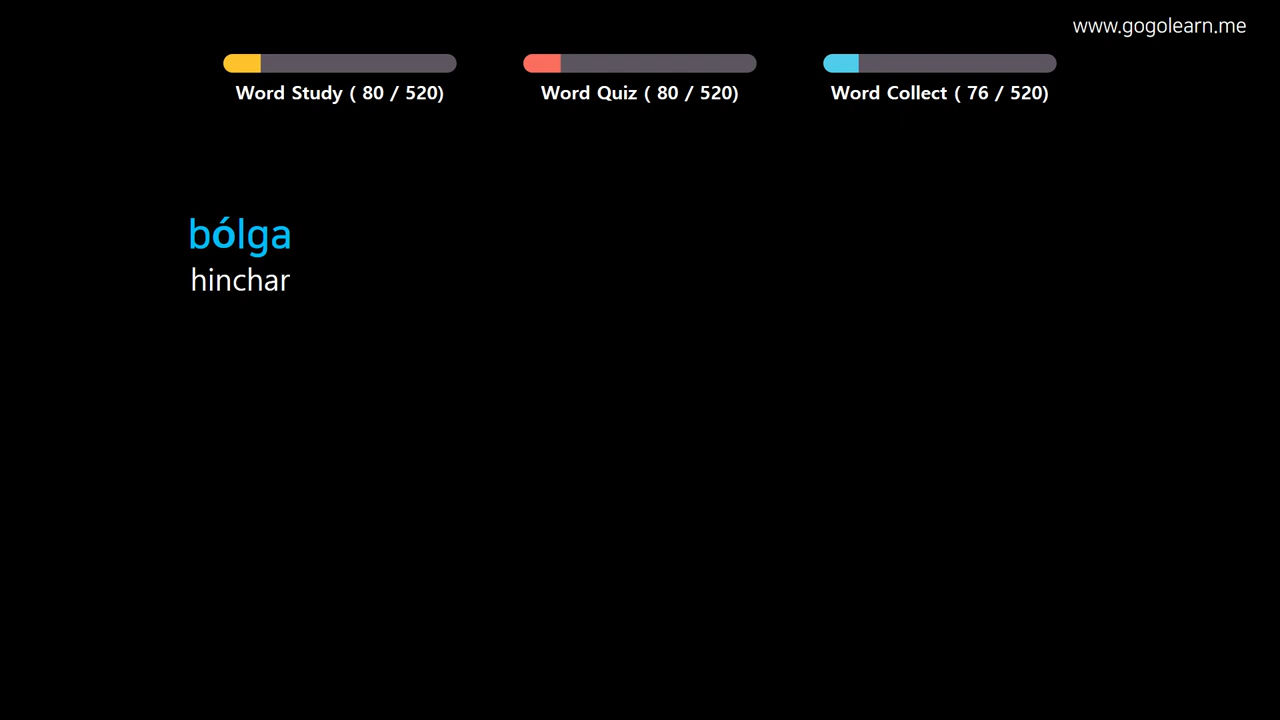 www.gogolearn.me
Word Study ( 80 / 520)
Word Quiz ( 80 / 520)
Word Collect ( 76 / 520)
bólga
hinchar